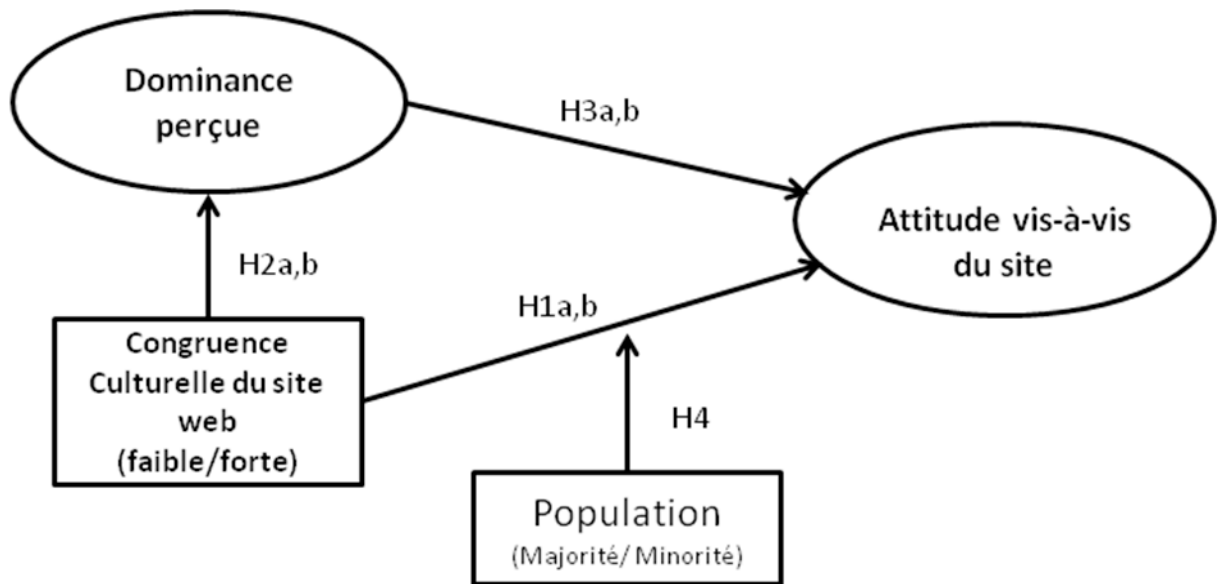 Dominance
perçue
H3a,b
Attitude vis-à-vis
du site
H2a,b
H1a,b
Congruence
Culturelle du site
web
(faible/forte)
H4
Population
(Majorité/ Minorité)